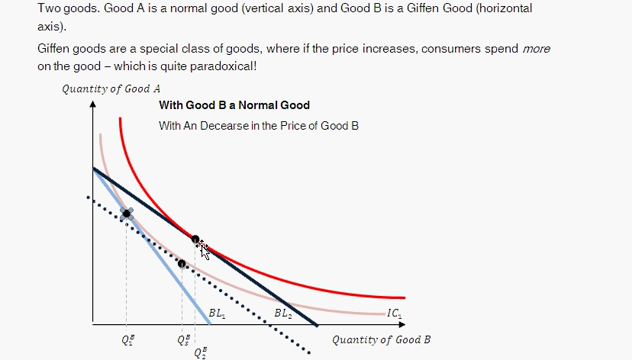 Two goods. Good A is a normal good (vertical axis) and Good B is a Giffen Good (horizontal
axis).
Giffen goods are a special class of goods, where if the price increases, consumers spend more
on the good – which is quite paradoxical!
Quantity of Good A
With Good B a Normal Good
With An Decearse in the Price of Good B
BL₁
BL₂
IC₁
Q₁ᴮ
Qₛᴮ
Quantity of Good B
Q₂ᴮ